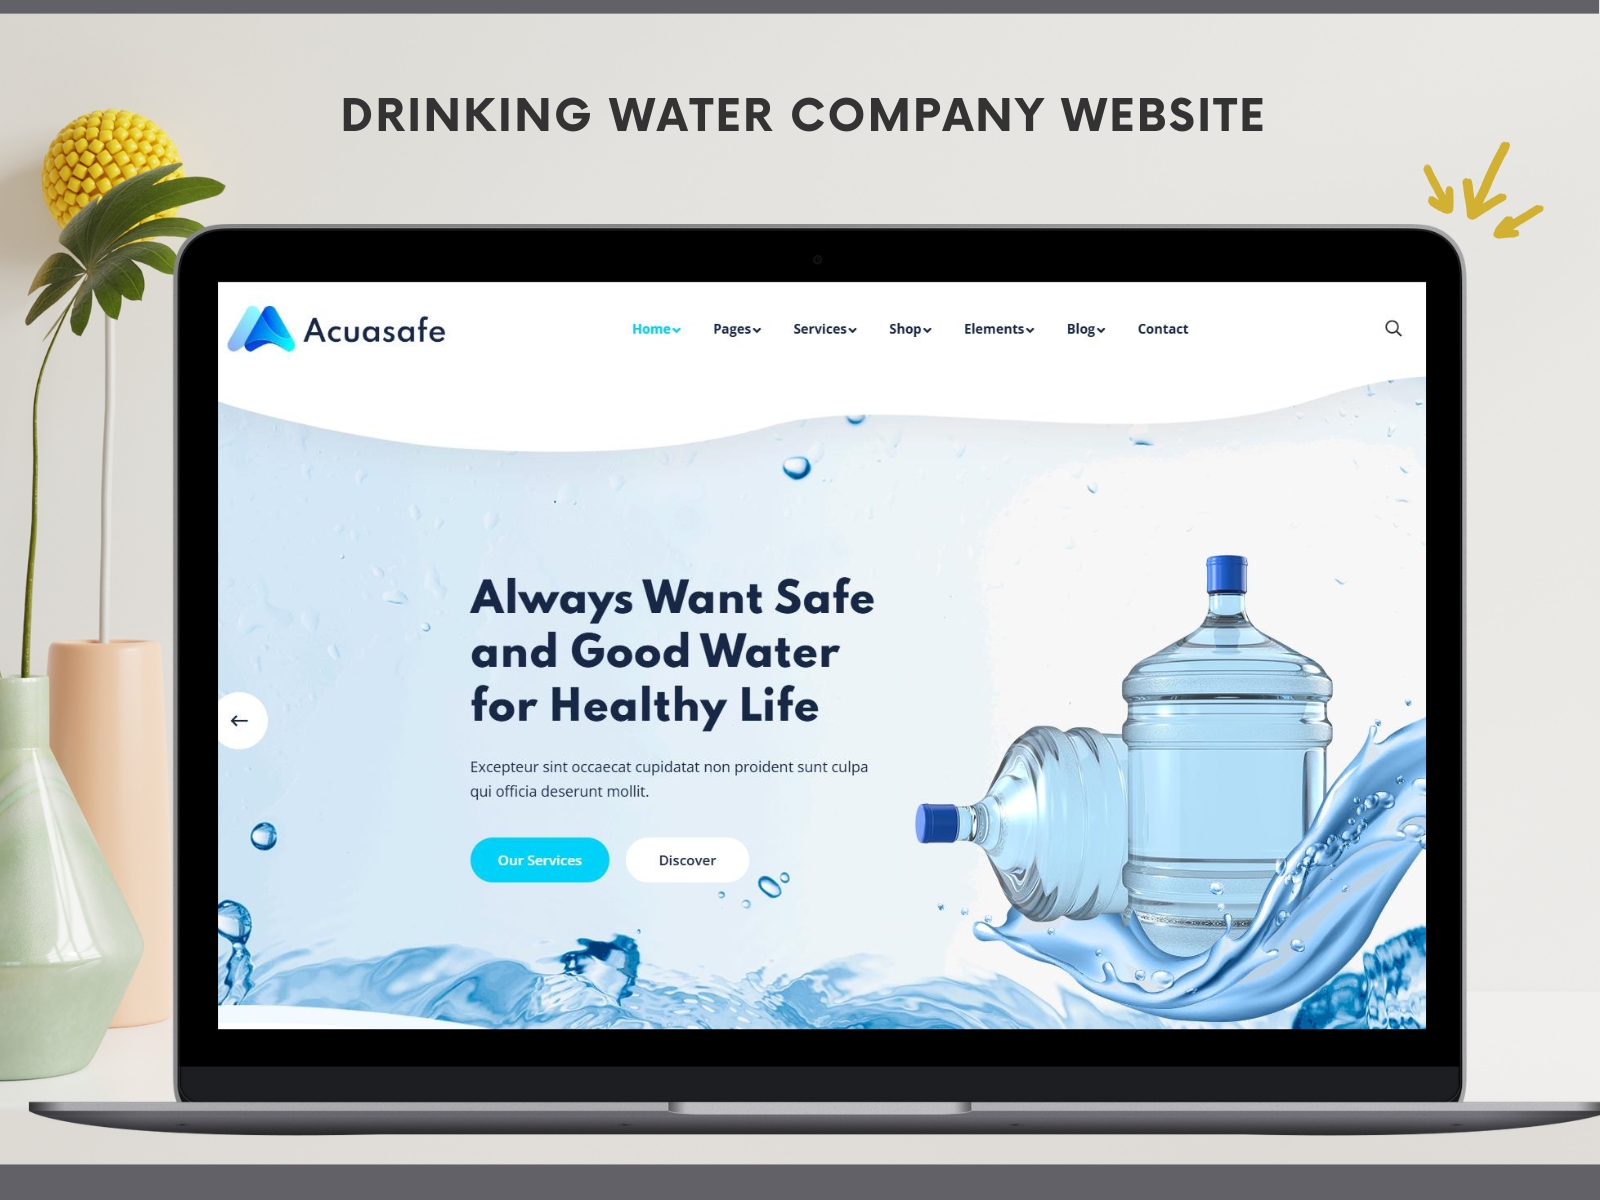 DRINKING WATER COMPANY WEBSITE
Acuasafe
Home Pages Services Shop Elements Blog Contact
Always Want Safe
and Good Water
for Healthy Life
Excepteur sint occaecat cupidatat non proident sunt culpa
qui officia deserunt mollit.
Our Services Discover